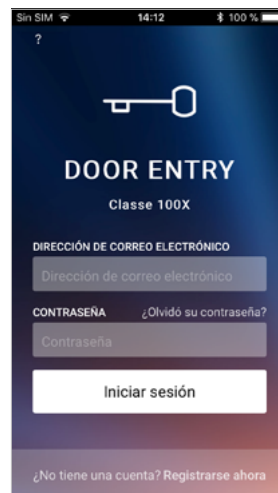 Sin SIM 14:12 100 %
?
DOOR ENTRY
Classe 100X
DIRECCIÓN DE CORREO ELECTRÓNICO
Dirección de correo electrónico
CONTRASEÑA ¿Olvidó su contraseña?
Contraseña
Iniciar sesión
¿No tiene una cuenta? Registrarse ahora